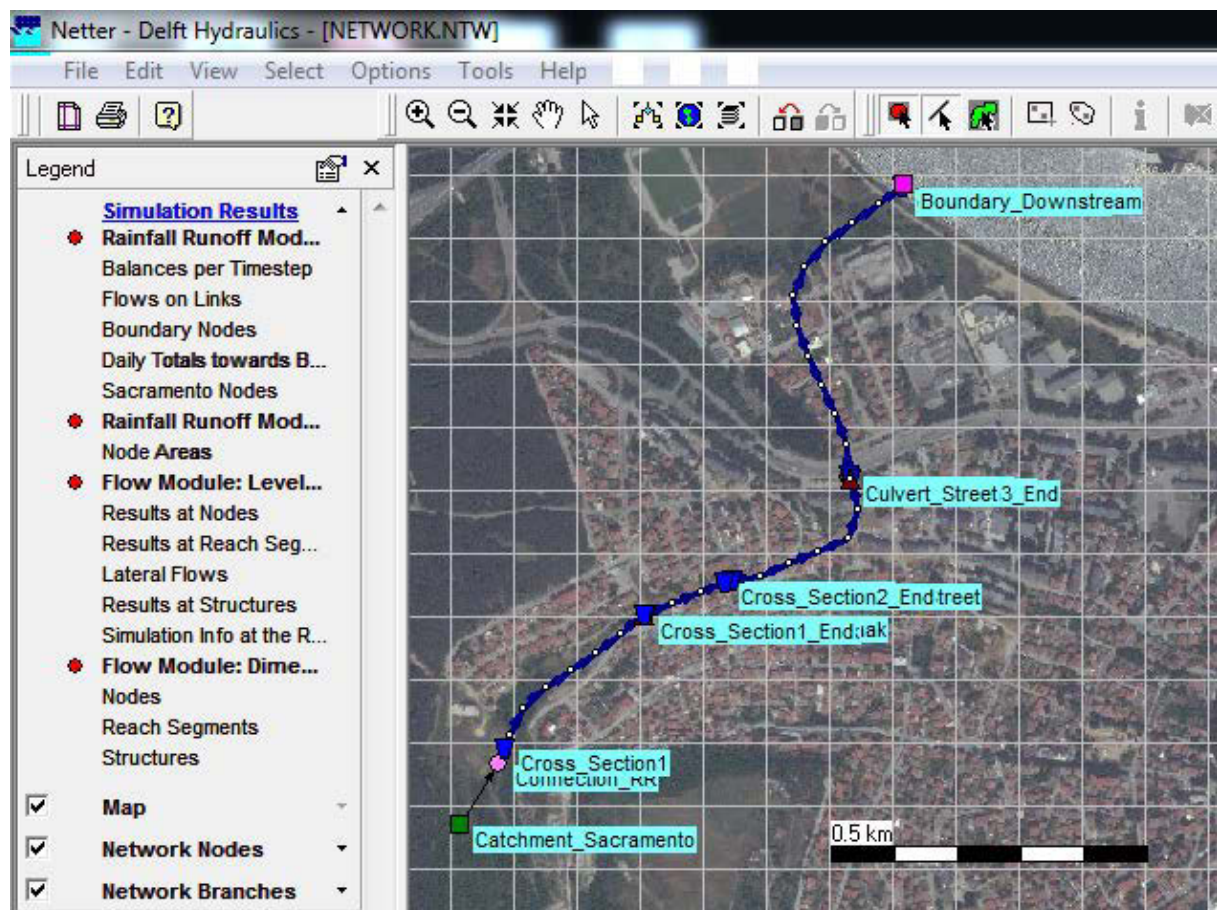 Netter - Delft Hydraulics - [NETWORK.NTW]
File Edit View Select Options Tools Help
Legend
Simulation Results
Rainfall Runoff Mod...
Balances per Timestep
Flows on Links
Boundary Nodes
Daily Totals towards B...
Sacramento Nodes
Rainfall Runoff Mod...
Node Areas
Flow Module: Level...
Results at Nodes
Results at Reach Seg...
Lateral Flows
Results at Structures
Simulation Info at the R...
Flow Module: Dime...
Nodes
Reach Segments
Structures
Map
Network Nodes
Network Branches
Boundary_Downstream
Culvert_Street3_End
Cross_Section2_End
Cross_Section1_End
Cross_Section1
Connection_RR
Catchment_Sacramento
0.5 km